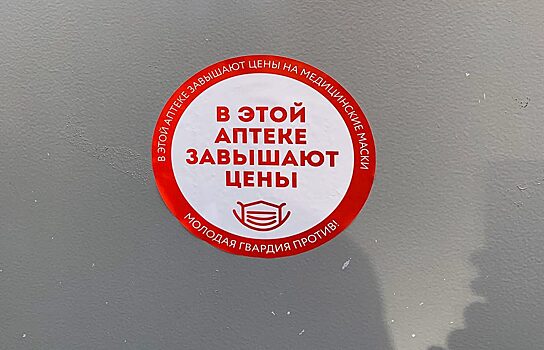 В ЭТОЙ АПТЕКЕ ЗАВЫШАЮТ ЦЕНЫ НА МЕДИЦИНСКИЕ МАСКИ
В ЭТОЙ
АПТЕКЕ
ЗАВЫШАЮТ
ЦЕНЫ
МОЛОДАЯ ГВАРДИЯ ПРОТИВ!